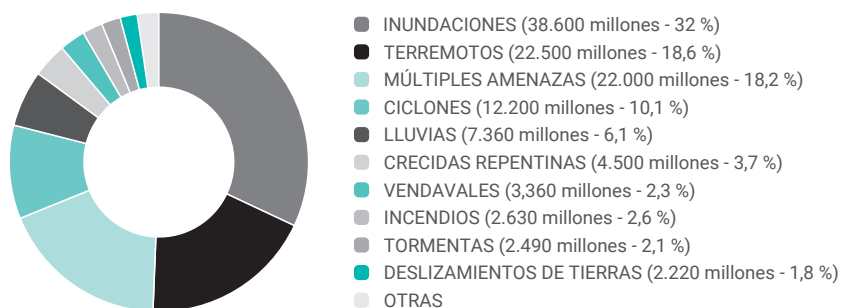 INUNDACIONES (38.600 millones - 32 %)
TERREMOTOS (22.500 millones - 18,6 %)
MÚLTIPLES AMENAZAS (22.000 millones - 18,2 %)
CICLONES (12.200 millones - 10,1 %)
LLUVIAS (7.360 millones - 6,1 %)
CRECIDAS REPENTINAS (4.500 millones - 3,7 %)
VENDAVALES (3,360 millones - 2,3 %)
INCENDIOS (2.630 millones - 2,6 %)
TORMENTAS (2.490 millones - 2,1 %)
DESLIZAMIENTOS DE TIERRAS (2.220 millones - 1,8 %)
OTRAS